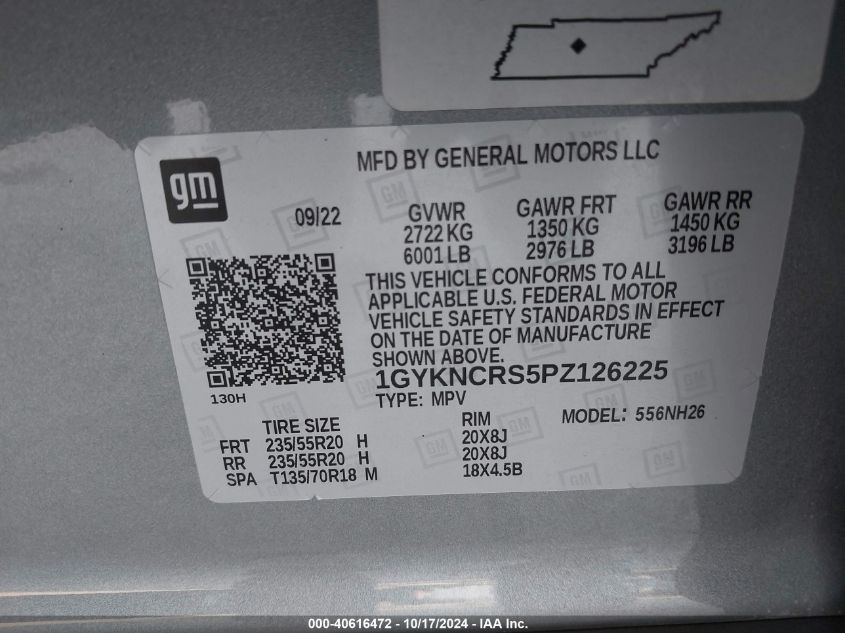 MFD BY GENERAL MOTORS LLC
gm
09/22
GVWR
2722 KG
6001 LB
GAWR FRT
1350 KG
2976 LB
GAWR RR
1450 KG
3196 LB
THIS VEHICLE CONFORMS TO ALL
APPLICABLE U.S. FEDERAL MOTOR
VEHICLE SAFETY STANDARDS IN EFFECT
ON THE DATE OF MANUFACTURE
SHOWN ABOVE.
1GYKNCRS5PZ126225
130H
TYPE: MPV
MODEL: 556NH26
TIRE SIZE RIM
FRT 235/55R20 H 20X8J
RR 235/55R20 H 20X8J
SPA T135/70R18 M 18X4.5B
000-40616472 - 10/17/2024 - IAA Inc.